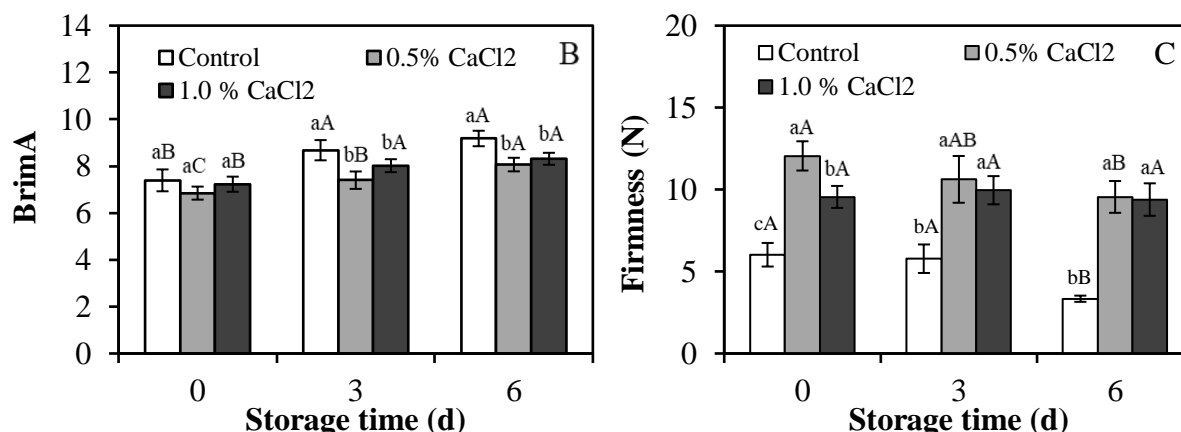 14
12
10
8
6
4
2
0
BrimA
Control
0.5% CaCl2
1.0 % CaCl2
B
aB
aC
aB
aA
bB
bA
aA
bA
bA
0
3
6
Storage time (d)
20
15
10
5
0
Firmness (N)
Control
0.5% CaCl2
1.0 % CaCl2
C
cA
aA
bA
bA
aAB
aA
bB
aB
aA
0
3
6
Storage time (d)